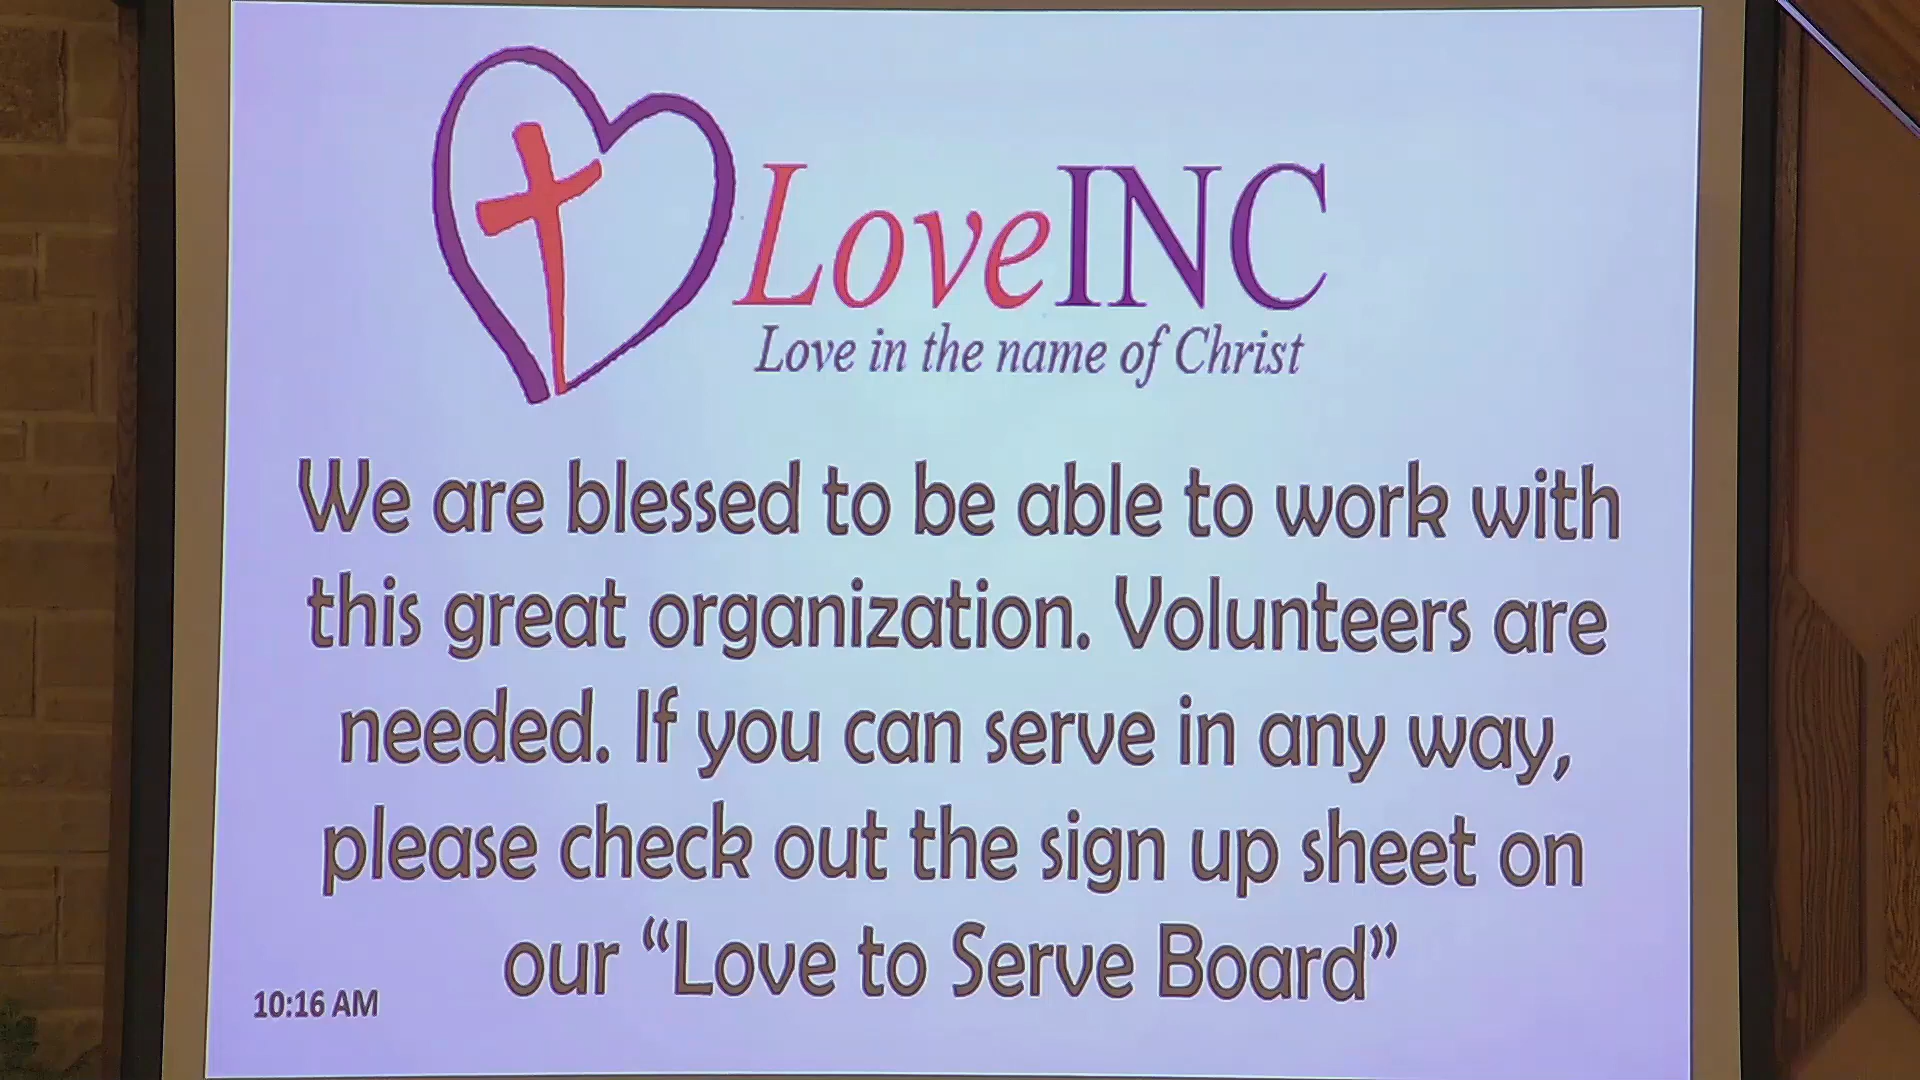 LoveINC
Love in the name of Christ
We are blessed to be able to work with
this great organization. Volunteers are
needed. If you can serve in any way,
please check out the sign up sheet on
our “Love to Serve Board”
10:16 AM